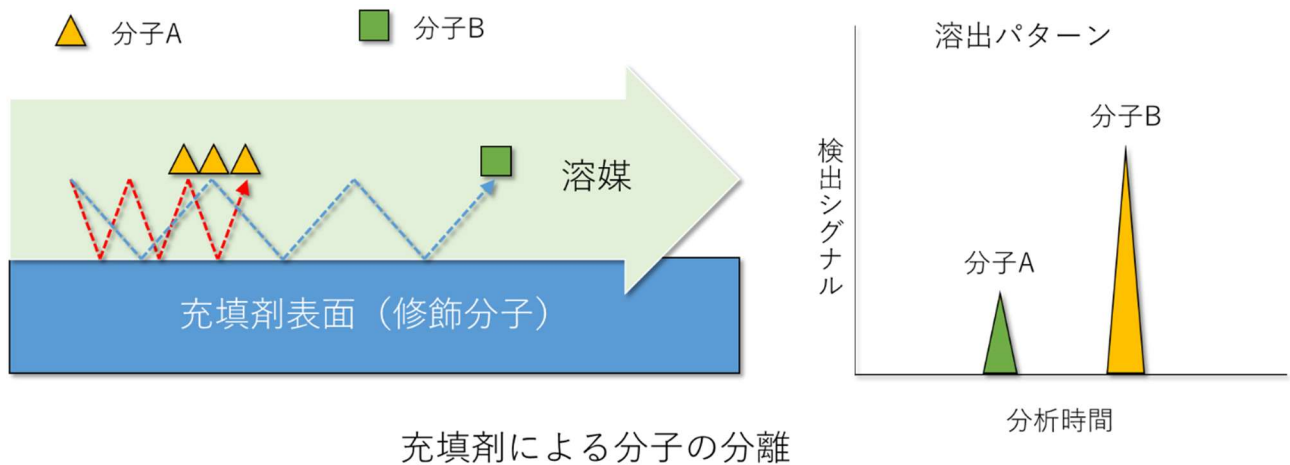 分子A
分子B
溶媒
充填剤表面（修飾分子）
溶出パターン
検出シグナル
分子A
分子B
分析時間
充填剤による分子の分離